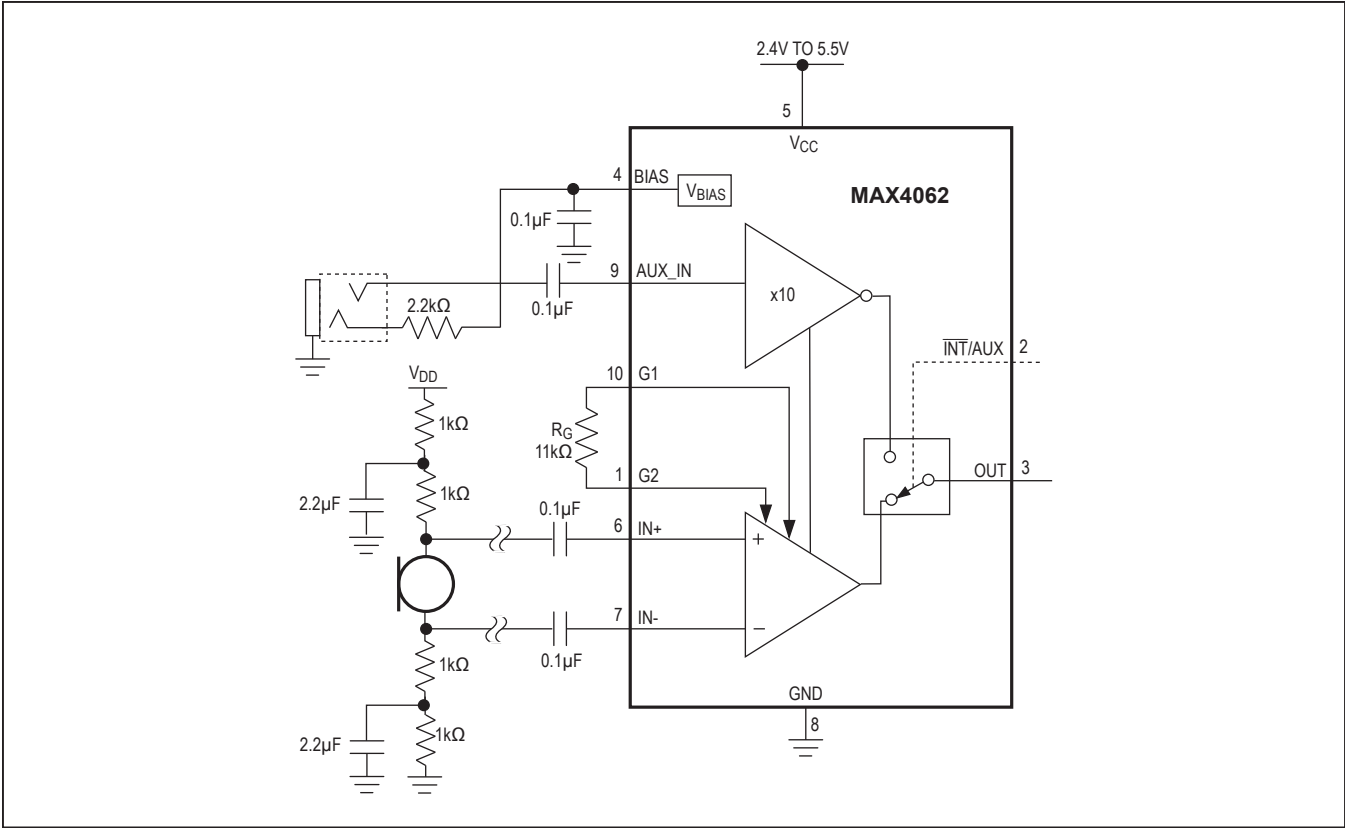 2.4V TO 5.5V
5
VCC
4 BIAS
VBIAS
MAX4062
0.1µF
9 AUX_IN
x10
0.1µF
2.2kΩ
INT/AUX 2
VDD
10 G1
1kΩ
RG
11kΩ
OUT 3
1 G2
1kΩ
2.2µF
0.1µF
6 IN+
+
7 IN-
−
0.1µF
1kΩ
GND
8
1kΩ
2.2µF